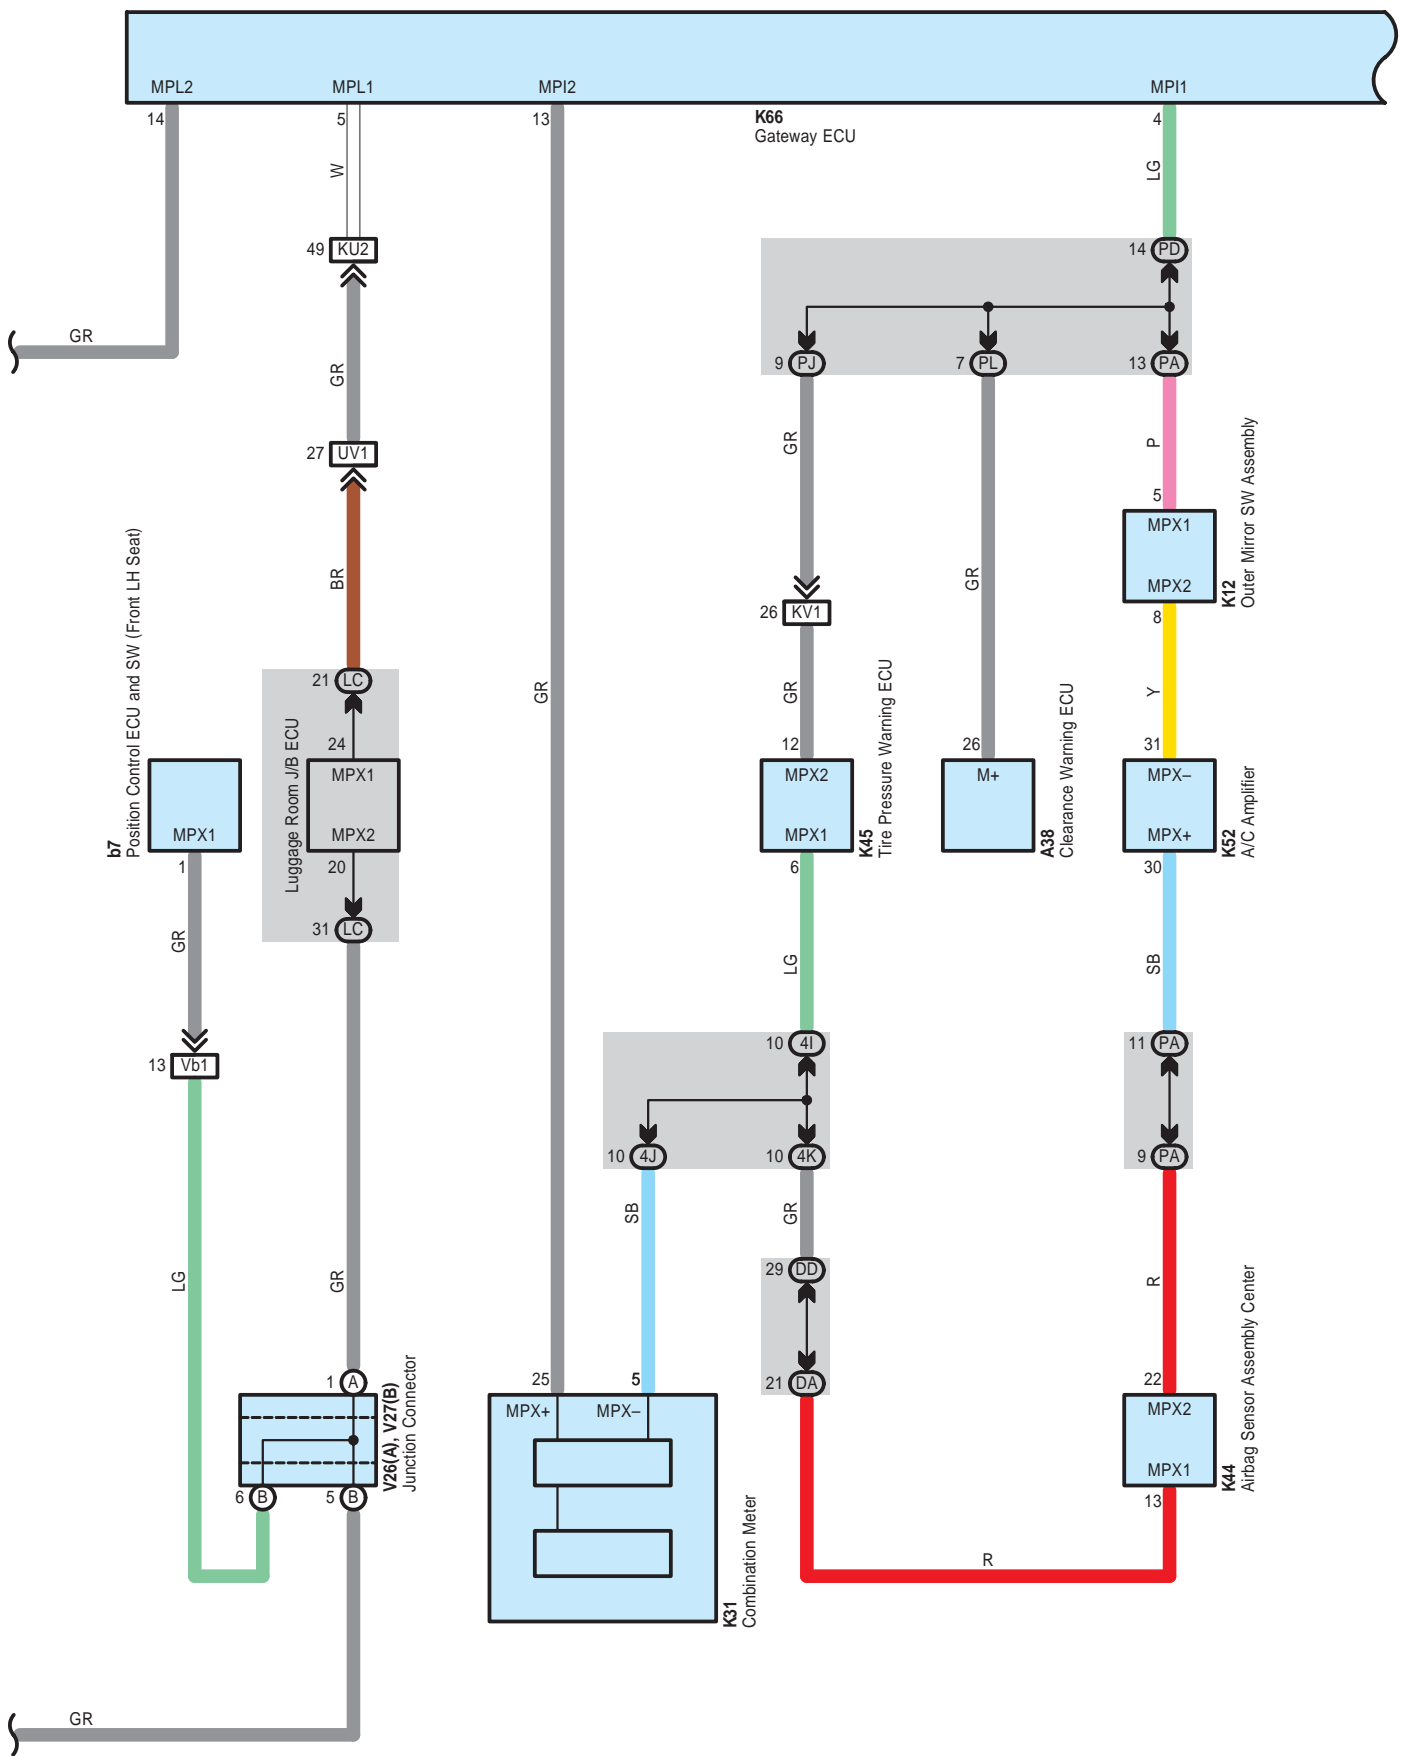 MPL2
MPL1
MPI2
MPI1
14
5
13
K66
Gateway ECU
4
W
LG
49 KU2
14 PD
GR
GR
9 PJ
7 PL
13 PA
27 UV1
GR
P
5
MPX1
MPX2
K12
Outer Mirror SW Assembly
8
BR
GR
26 KV1
21 LC
GR
GR
Y
b7
Position Control ECU and SW (Front LH Seat)
MPX1
1
Luggage Room J/B ECU
24
MPX1
MPX2
20
31 LC
12
MPX2
MPX1
K45
Tire Pressure Warning ECU
6
26
M+
A38
Clearance Warning ECU
31
MPX–
MPX+
K52
A/C Amplifier
30
GR
LG
SB
13 Vb1
10 4I
11 PA
10 4J
10 4K
9 PA
SB
GR
LG
GR
29 DD
R
21 DA
1 A
V26(A), V27(B)
Junction Connector
6 B
5 B
25
5
MPX+
MPX–
K31
Combination Meter
22
MPX2
MPX1
K44
Airbag Sensor Assembly Center
13
R
GR